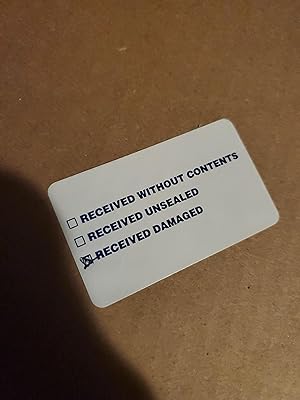 RECEIVED WITHOUT CONTENTS
RECEIVED UNSEALED
RECEIVED DAMAGED